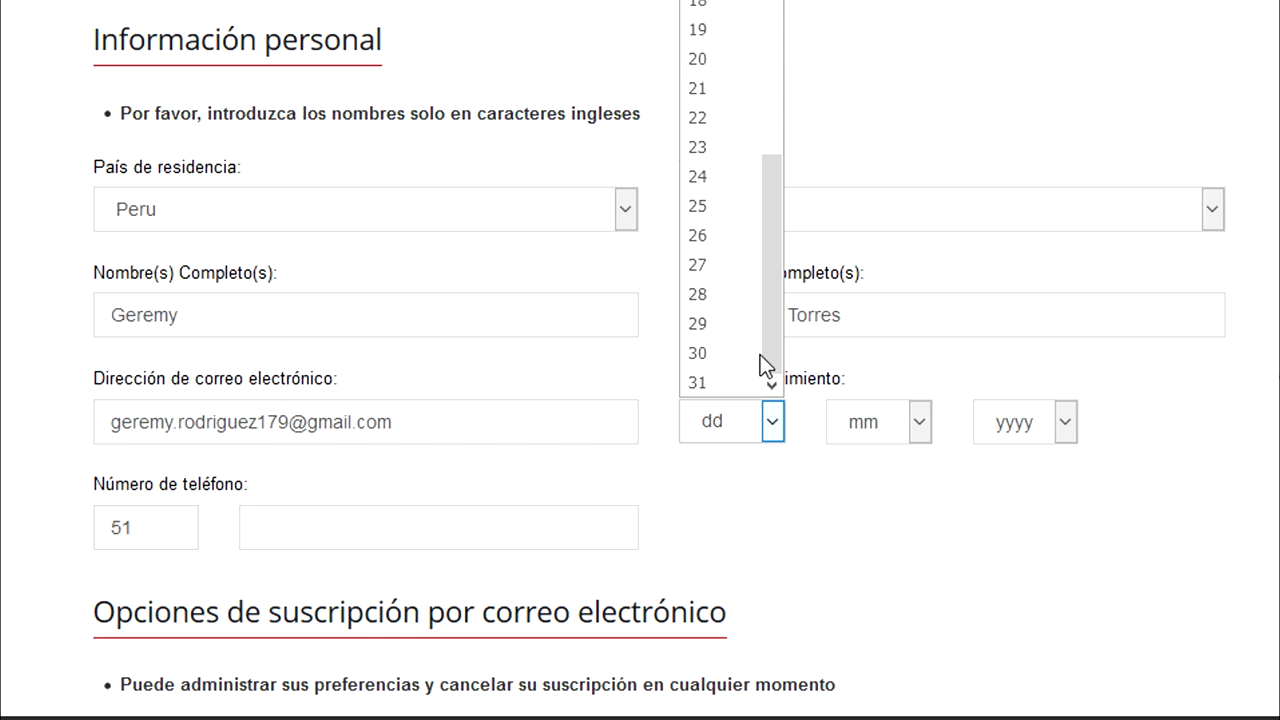 Información personal
• Por favor, introduzca los nombres solo en caracteres ingleses
País de residencia:
Peru
Nombre(s) Completo(s):
Geremy
Torres
Dirección de correo electrónico:
geremy.rodriguez179@gmail.com
18
19
20
21
22
23
24
25
26
27
28
29
30
31
dd
mm
yyyy
Número de teléfono:
51
Opciones de suscripción por correo electrónico
• Puede administrar sus preferencias y cancelar su suscripción en cualquier momento